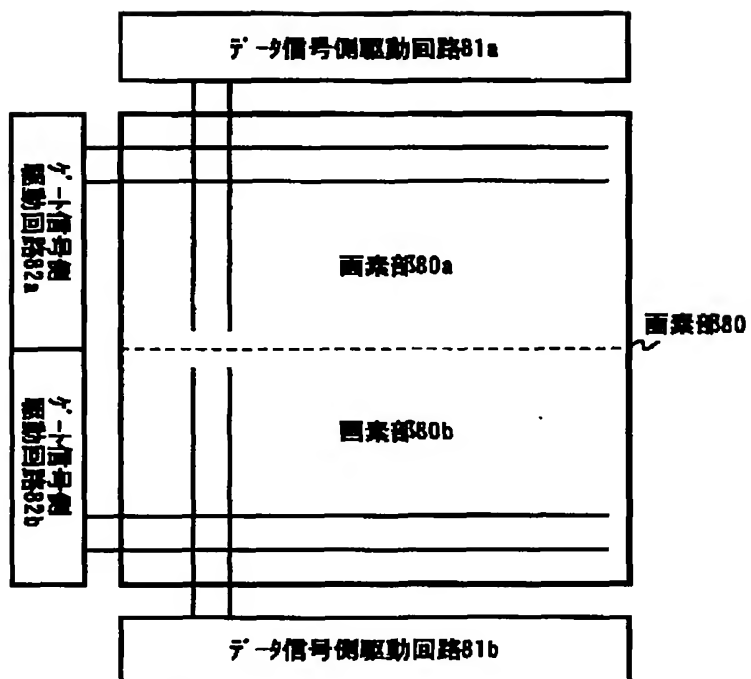 データ信号側駆動回路81a
ゲート信号側
駆動回路82a
画素部80a
画素部80
ゲート信号側
駆動回路82b
画素部80b
データ信号側駆動回路81b